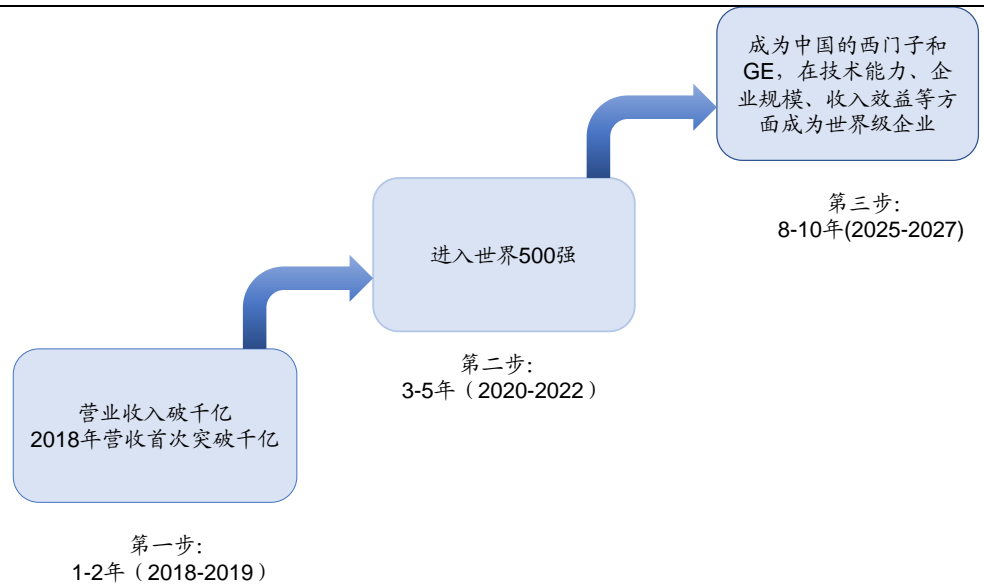 成为中国的西门子和
GE，在技术能力、企
业规模、收入效益等方
面成为世界级企业
第三步：
8-10年(2025-2027)
进入世界500强
第二步：
3-5年（2020-2022）
营业收入破千亿
2018年营收首次突破千亿
第一步：
1-2年（2018-2019）